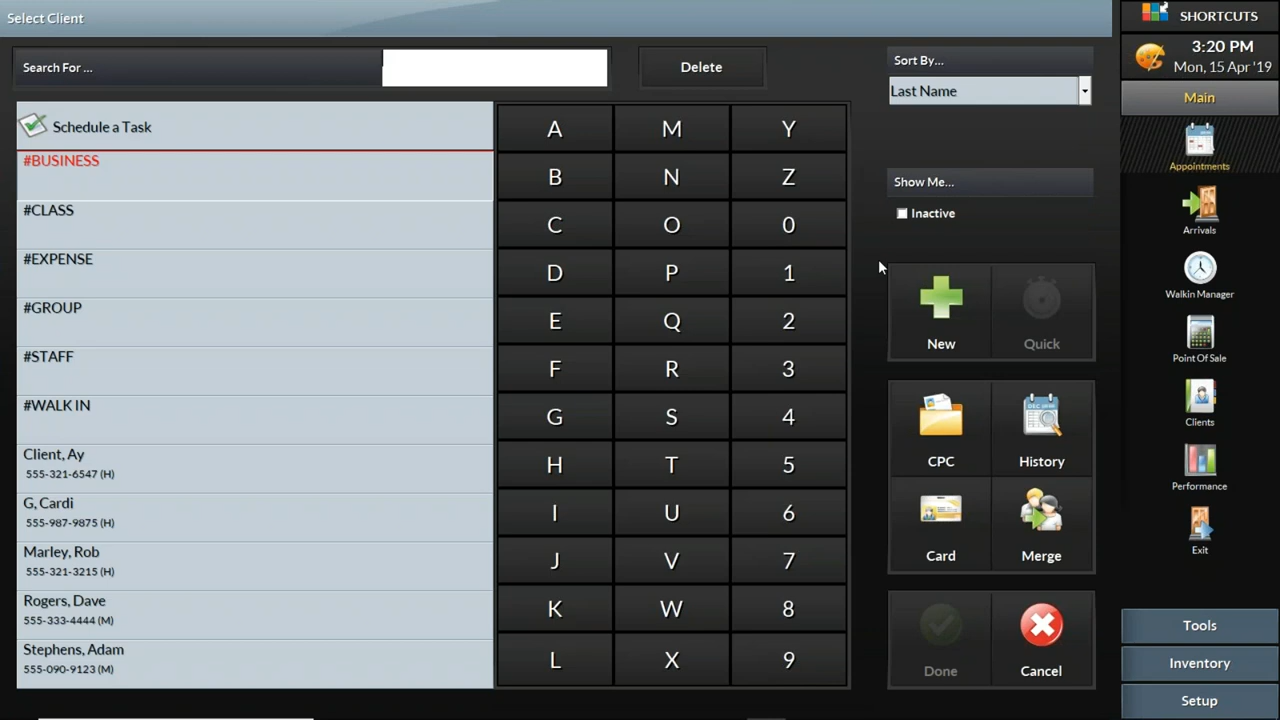 Select Client
Search For ...
Delete
Schedule a Task
#BUSINESS
#CLASS
#EXPENSE
#GROUP
#STAFF
#WALK IN
Client, Ay
555-321-6547 (H)
G, Cardi
555-987-9875 (H)
Marley, Rob
555-321-3215 (H)
Rogers, Dave
555-333-4444 (M)
Stephens, Adam
555-090-9123 (M)
A M Y
B N Z
C O 0
D P 1
E Q 2
F R 3
G S 4
H T 5
I U 6
J V 7
K W 8
L X 9
Sort By...
Last Name
Show Me...
Inactive
New Quick
CPC History
Card Merge
Done Cancel
SHORTCUTS
3:20 PM
Mon, 15 Apr '19
Main
Appointments
Arrivals
Walkin Manager
Point Of Sale
Clients
Performance
Exit
Tools
Inventory
Setup